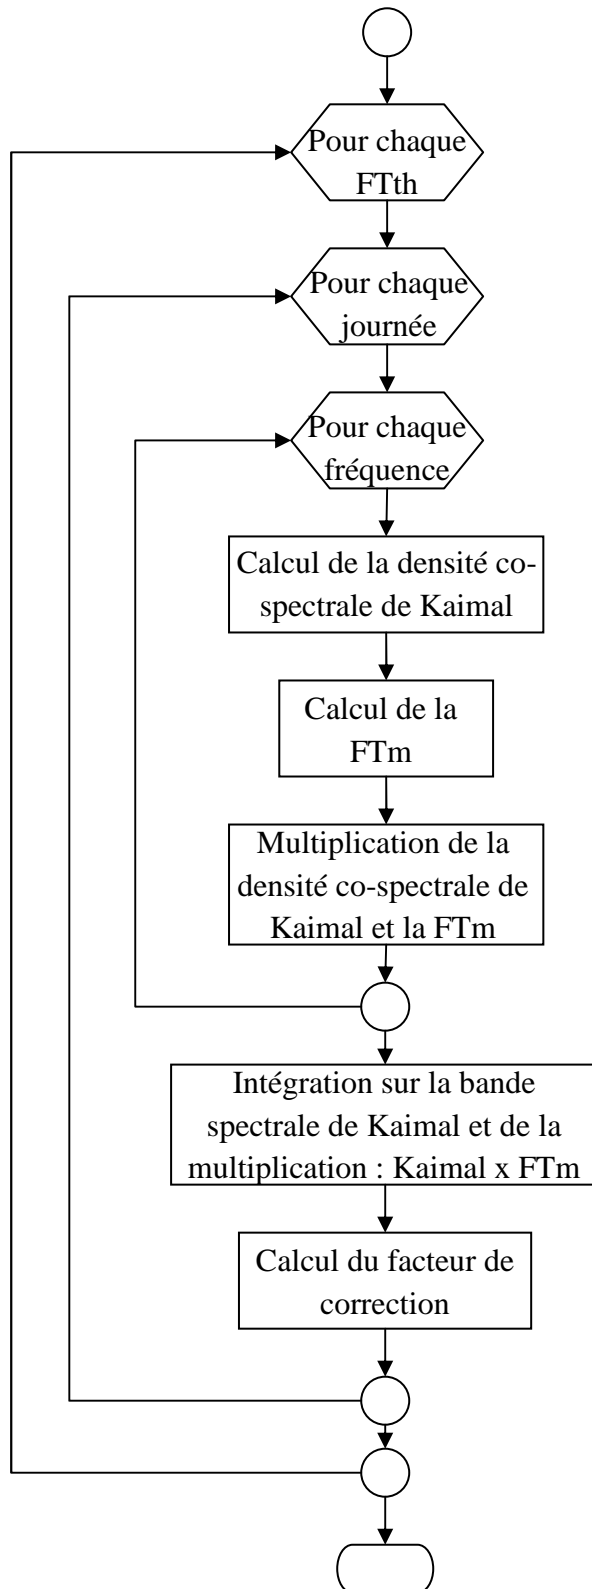 Pour chaque
FTth
Pour chaque
journée
Pour chaque
fréquence
Calcul de la densité co-
spectrale de Kaimal
Calcul de la
FTm
Multiplication de la
densité co-spectrale de
Kaimal et la FTm
Intégration sur la bande
spectrale de Kaimal et de la
multiplication : Kaimal x FTm
Calcul du facteur de
correction